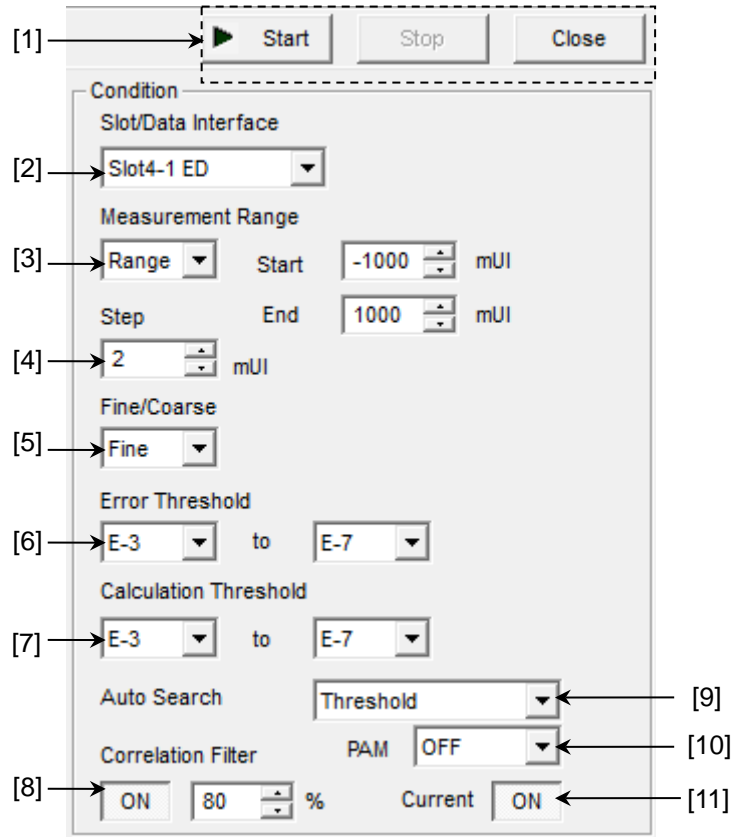 [1] Start Stop Close
Condition
Slot/Data Interface
[2] Slot4-1 ED
Measurement Range
[3] Range Start -1000 mUI
Step End 1000 mUI
[4] 2 mUI
Fine/Coarse
[5] Fine
Error Threshold
[6] E-3 to E-7
Calculation Threshold
[7] E-3 to E-7
Auto Search Threshold [9]
Correlation Filter PAM OFF [10]
[8] ON 80 % Current ON [11]